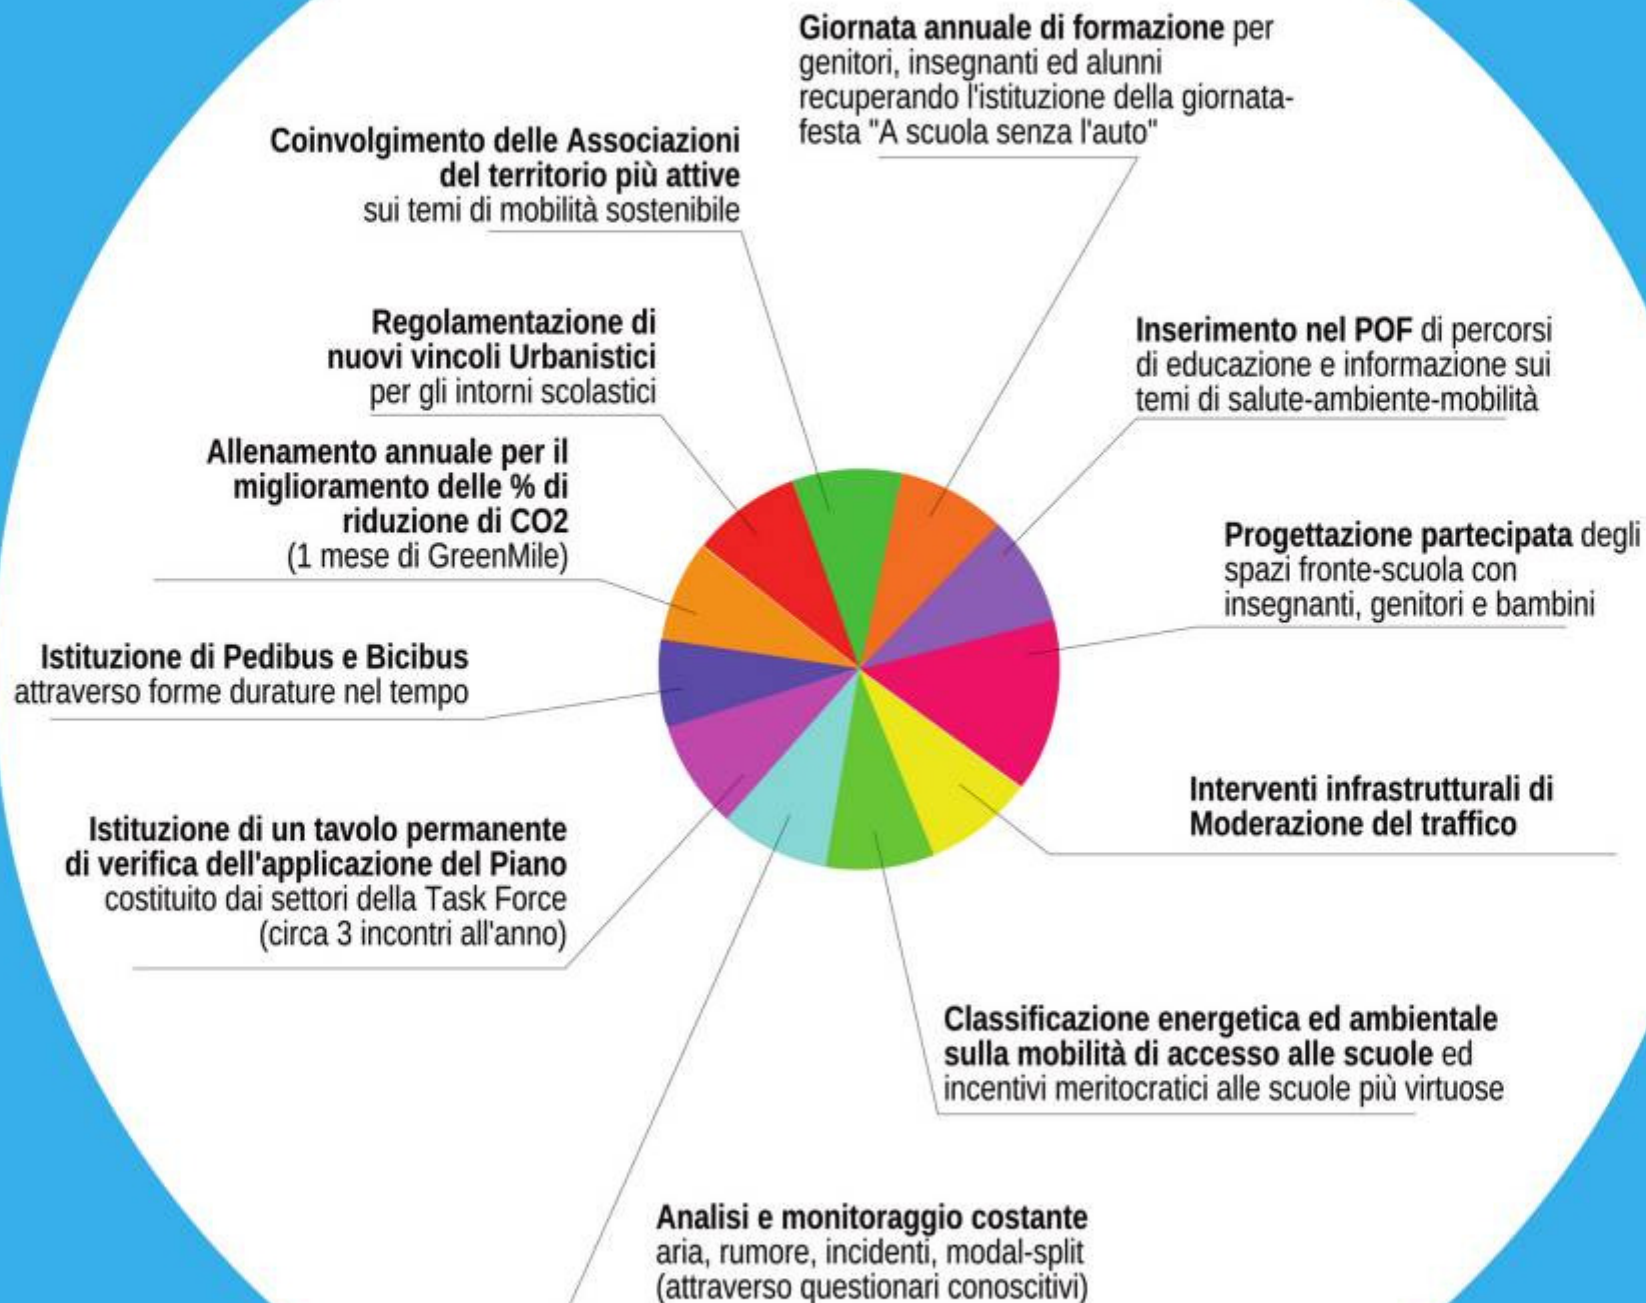 Giornata annuale di formazione per
genitori, insegnanti ed alunni
recuperando l'istituzione della giornata-
festa "A scuola senza l'auto"
Coinvolgimento delle Associazioni
del territorio più attive
sui temi di mobilità sostenibile
Regolamentazione di
nuovi vincoli Urbanistici
per gli intorni scolastici
Inserimento nel POF di percorsi
di educazione e informazione sui
temi di salute-ambiente-mobilità
Allenamento annuale per il
miglioramento delle % di
riduzione di CO2
(1 mese di GreenMile)
Progettazione partecipata degli
spazi fronte-scuola con
insegnanti, genitori e bambini
Istituzione di Pedibus e Bicibus
attraverso forme durature nel tempo
Interventi infrastrutturali di
Moderazione del traffico
Istituzione di un tavolo permanente
di verifica dell'applicazione del Piano
costituito dai settori della Task Force
(circa 3 incontri all'anno)
Classificazione energetica ed ambientale
sulla mobilità di accesso alle scuole ed
incentivi meritocratici alle scuole più virtuose
Analisi e monitoraggio costante
aria, rumore, incidenti, modal-split
(attraverso questionari conoscitivi)